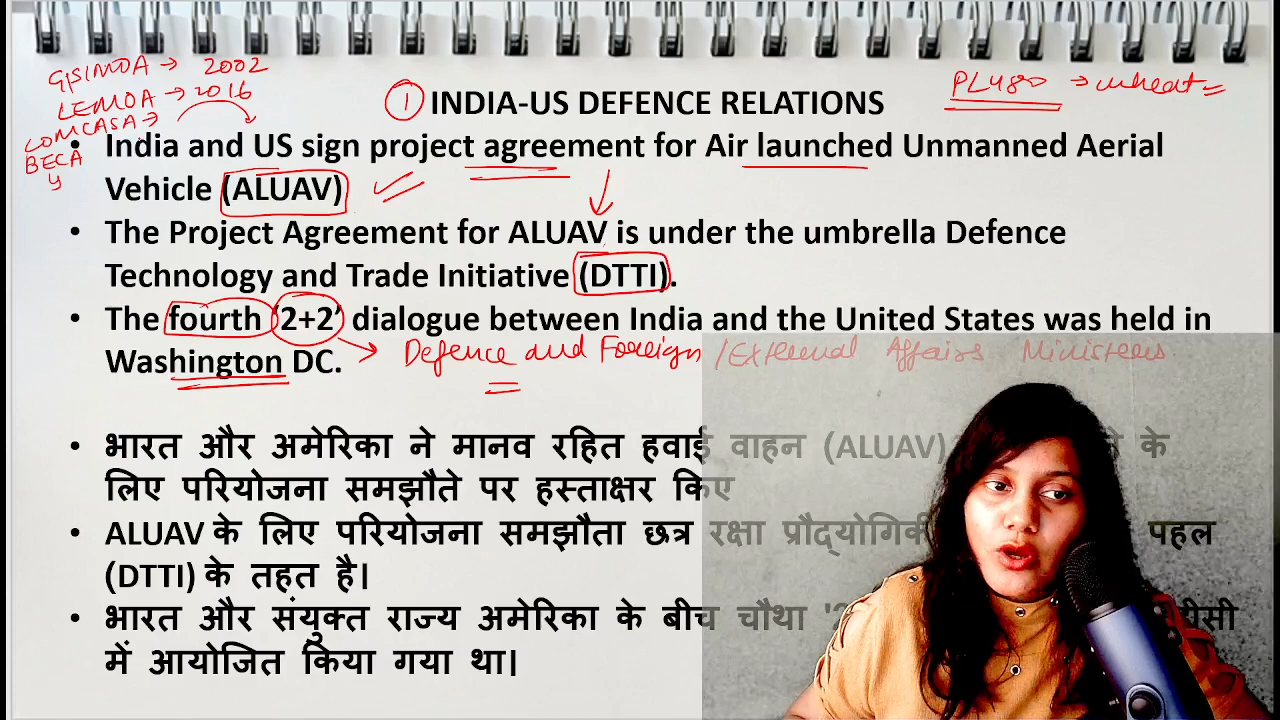 GISIMOA → 2002
LEMOA → 2016
COMCASA →
BECA
PL480 → wheat
① INDIA-US DEFENCE RELATIONS
• India and US sign project agreement for Air launched Unmanned Aerial
Vehicle (ALUAV)
• The Project Agreement for ALUAV is under the umbrella Defence
Technology and Trade Initiative (DTTI).
• The fourth ‘2+2’ dialogue between India and the United States was held in
Washington DC.
→ Defence and Foreign /External Affairs Ministers
• भारत और अमेरिका ने मानव रहित हवाई वाहन (ALUAV) के
लिए परियोजना समझौते पर हस्ताक्षर किए
• ALUAV के लिए परियोजना समझौता छत्र रक्षा प्रौद्योगिकी पहल
(DTTI) के तहत है।
• भारत और संयुक्त राज्य अमेरिका के बीच चौथा
में आयोजित किया गया था।